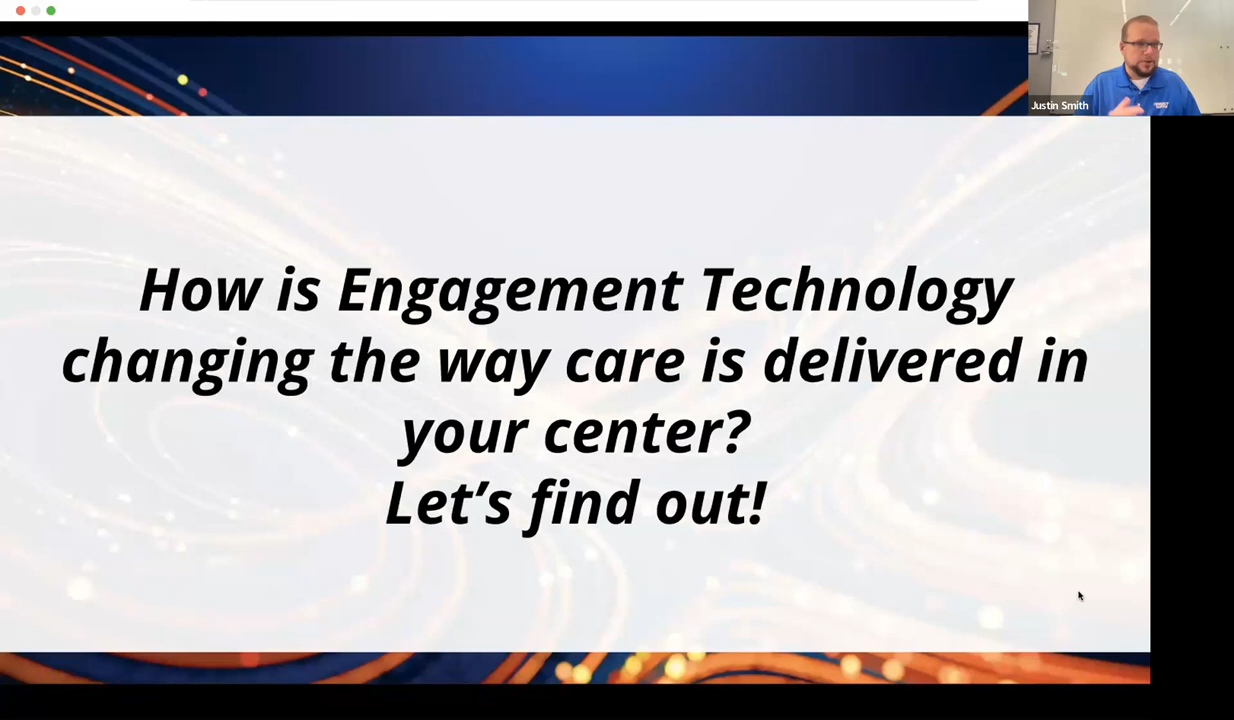 Justin Smith
How is Engagement Technology
changing the way care is delivered in
your center?
Let’s find out!